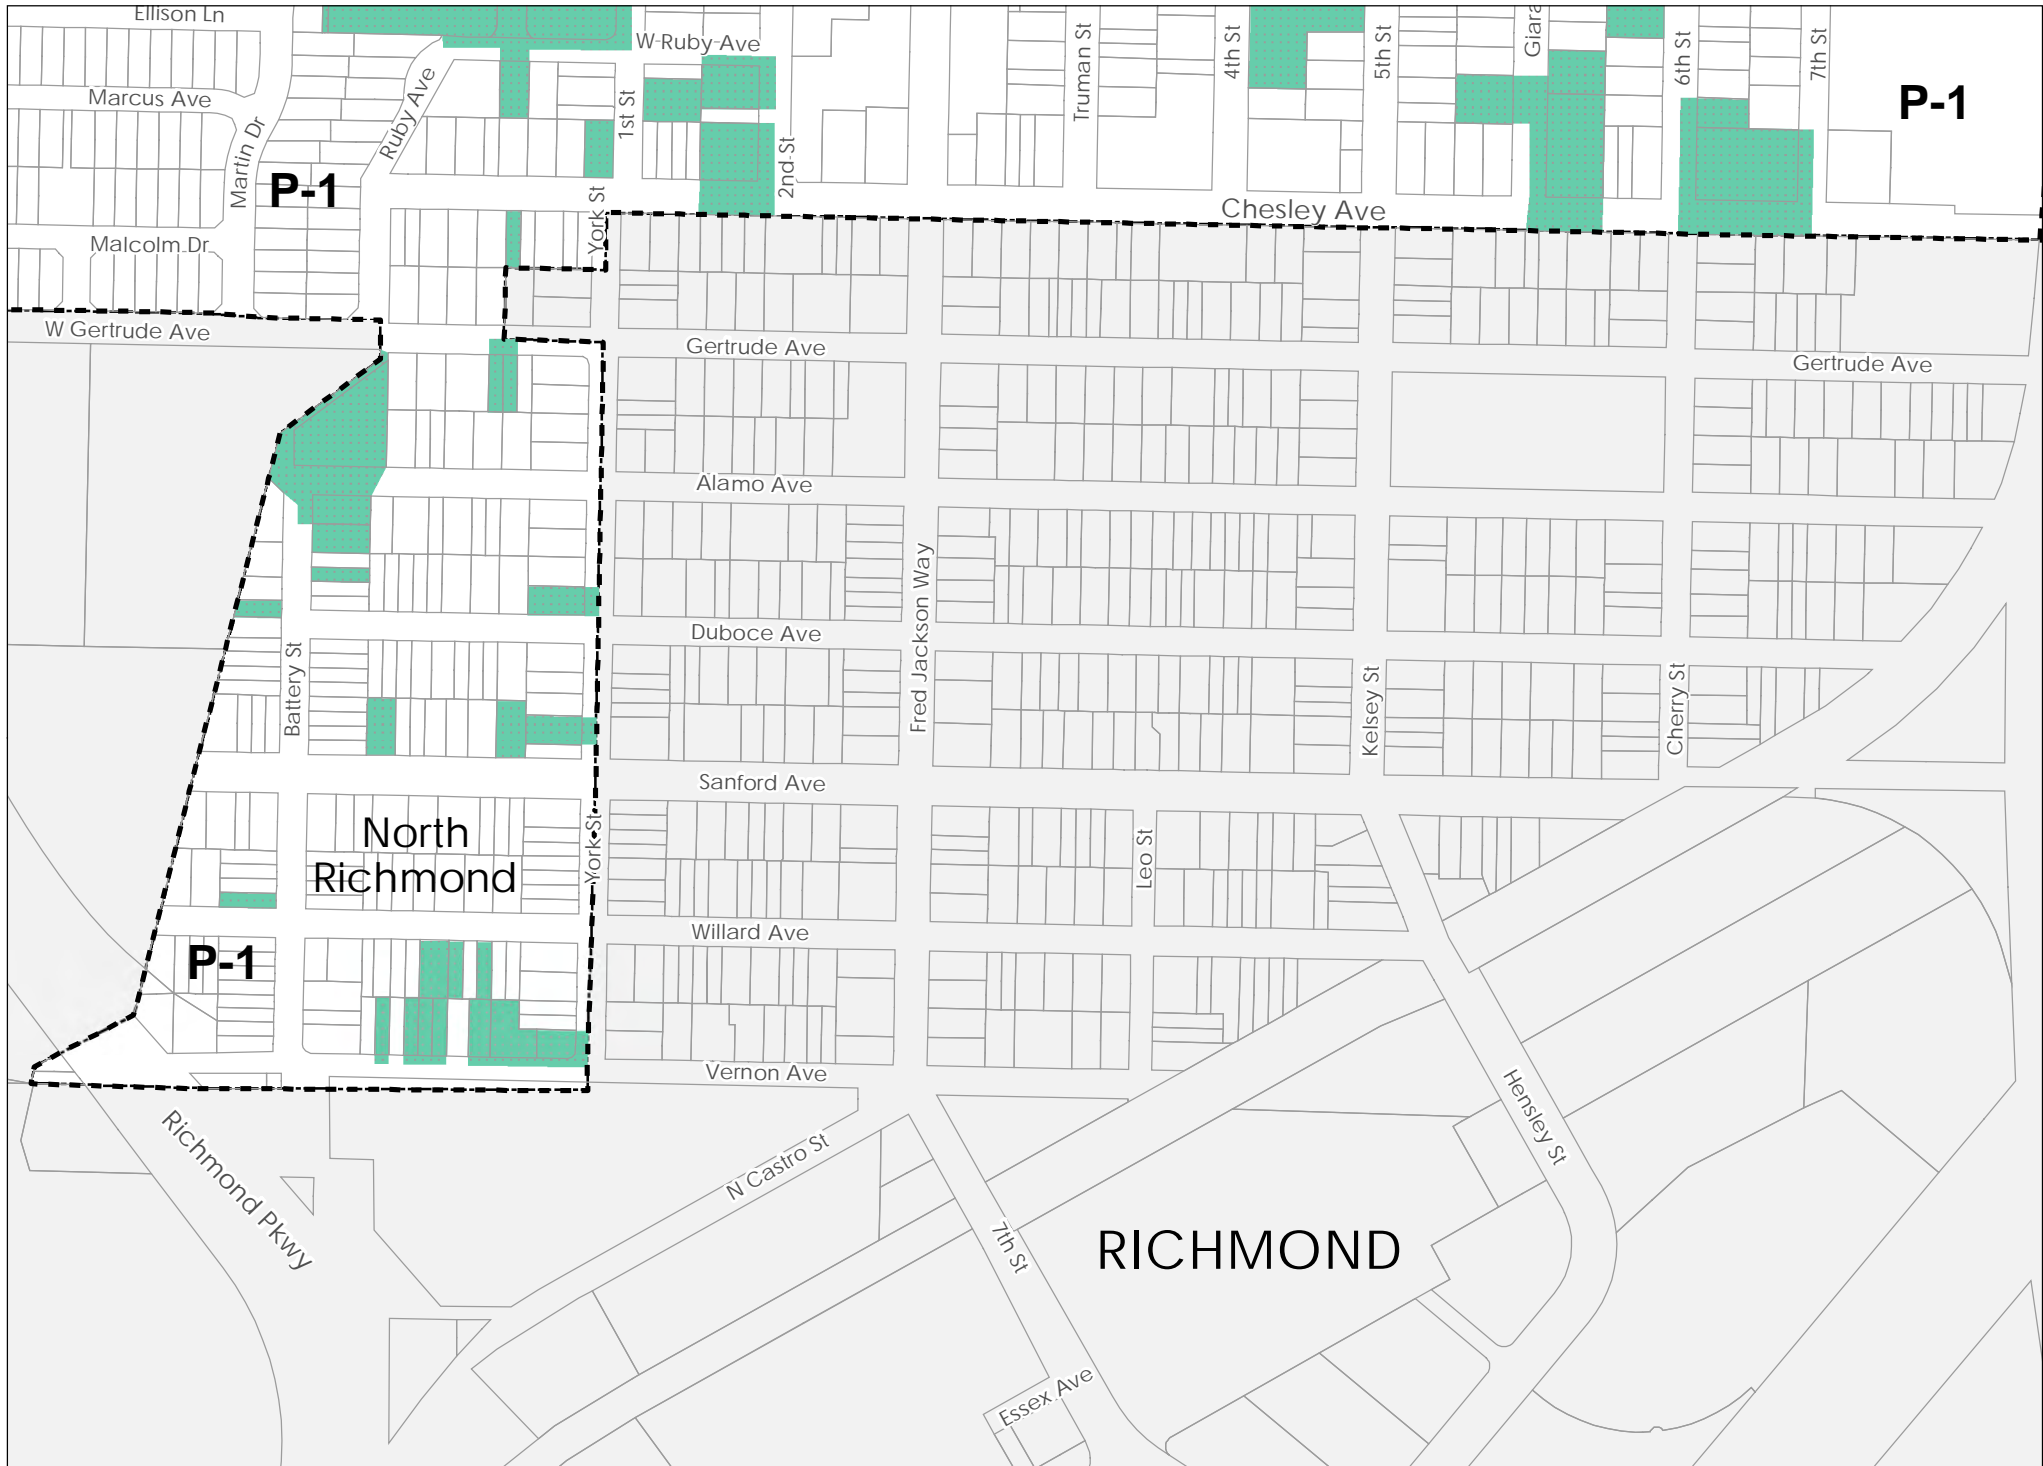 Ellison Ln
W Ruby Ave
Marcus Ave
Martin Dr
Ruby Ave
1st St
2nd St
Truman St
4th St
5th St
6th St
7th St
P-1
P-1
York St
Chesley Ave
Malcolm Dr
W Gertrude Ave
Gertrude Ave
Gertrude Ave
Alamo Ave
Duboce Ave
Fred Jackson Way
Battery St
Kelsey St
Cherry St
Sanford Ave
North
Richmond
York St
Leo St
Willard Ave
P-1
Vernon Ave
Richmond Pkwy
N Castro St
Hensley St
7th St
RICHMOND
Essex Ave